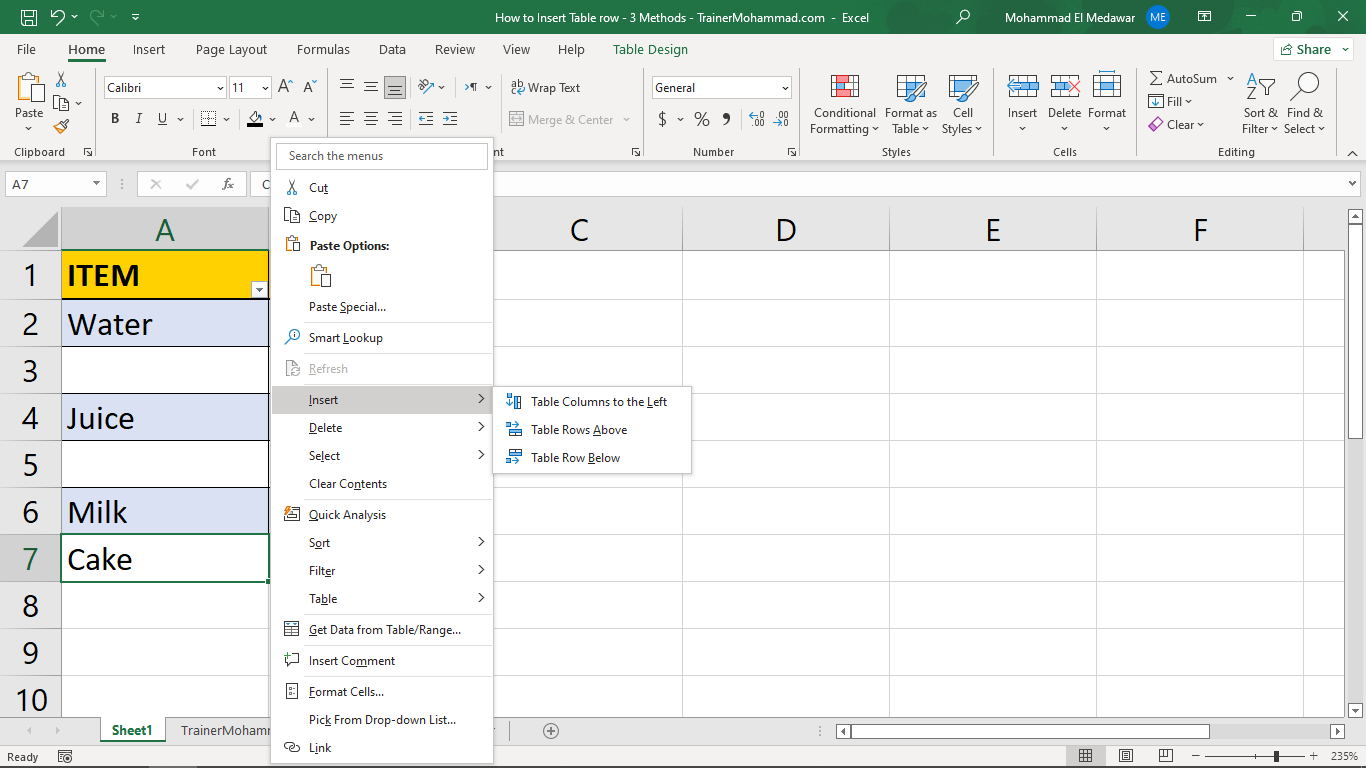 How to Insert Table row - 3 Methods - TrainerMohammad.com - Excel
Mohammad El Medawar ME
File Home Insert Page Layout Formulas Data Review View Help Table Design Share
Paste
Calibri 11 A A
B I U A
ab Wrap Text
Merge & Center
General
$ % 9 .00 .00
Conditional Formatting
Format as Table
Cell Styles
Insert Delete Format
AutoSum
Fill
Clear
Sort & Filter
Find & Select
Clipboard Font nt Number Styles Cells Editing
A7 fx C
A C D E F
1 ITEM
2 Water
3
4 Juice
5
6 Milk
7 Cake
8
9
10
Search the menus
Cut
Copy
Paste Options:
Paste Special...
Smart Lookup
Refresh
Insert
Delete
Select
Clear Contents
Quick Analysis
Sort
Filter
Table
Get Data from Table/Range...
Insert Comment
Format Cells...
Pick From Drop-down List...
Link
Table Columns to the Left
Table Rows Above
Table Row Below
Sheet1 TrainerMohamm
Ready 235%